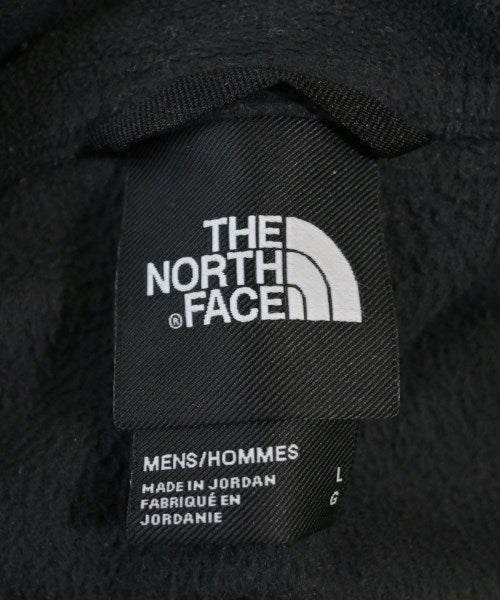 THE
NORTH
® FACE
MENS/HOMMES
MADE IN JORDAN
FABRIQUÉ EN
JORDANIE
L
G